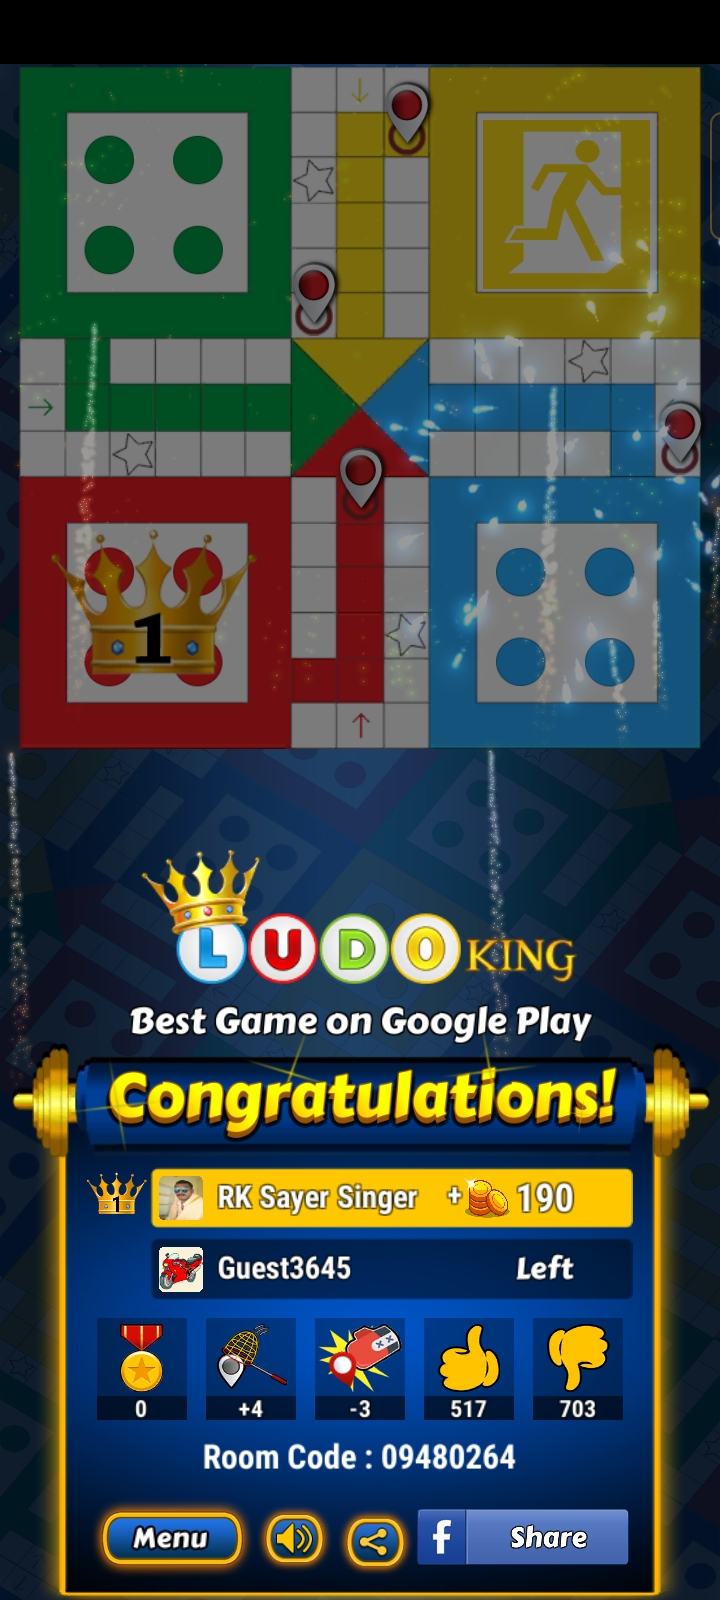 1
LUDO KING
Best Game on Google Play
Congratulations!
1 RK Sayer Singer + 190
Guest3645 Left
0 +4 -3 517 703
Room Code : 09480264
Menu f Share